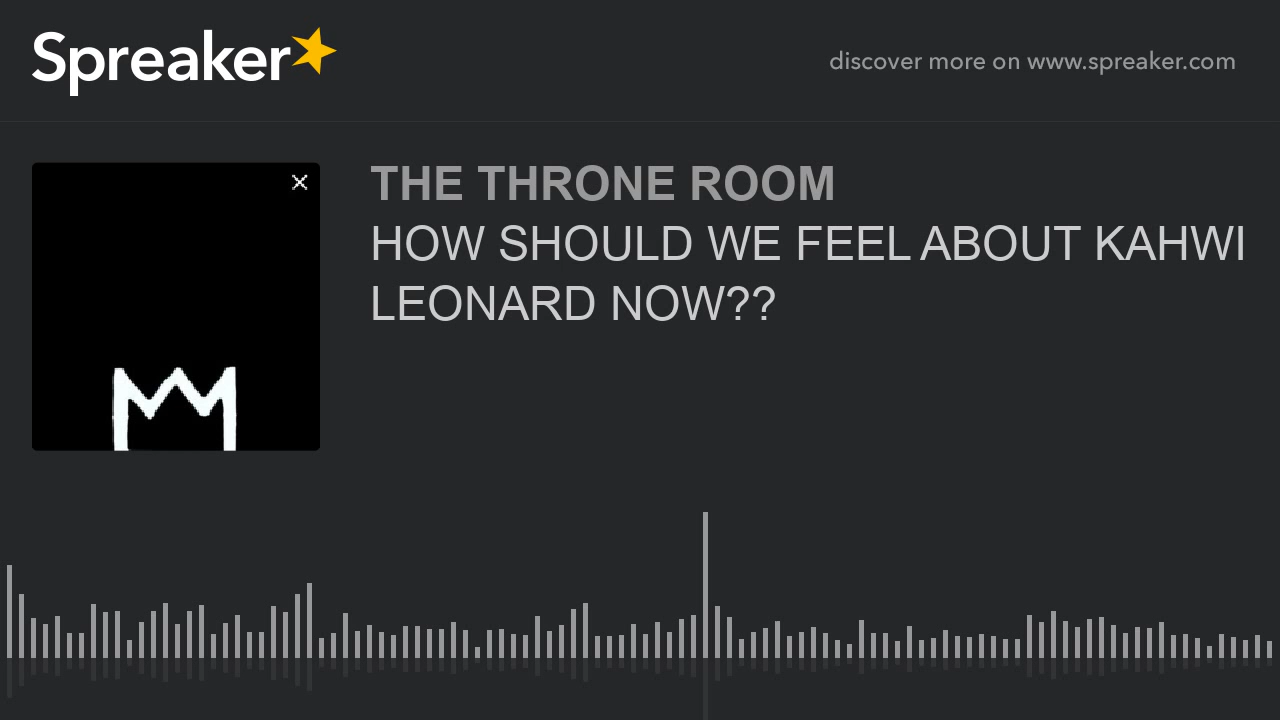 Spreaker
discover more on www.spreaker.com
THE THRONE ROOM
HOW SHOULD WE FEEL ABOUT KAHWI
LEONARD NOW??